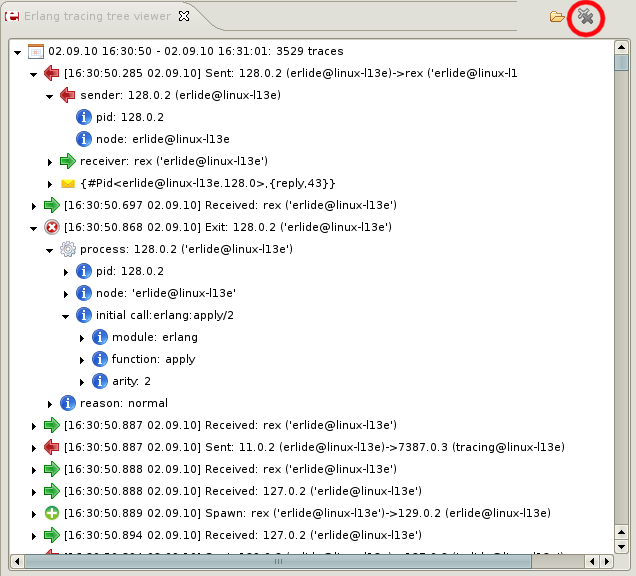 Erlang tracing tree viewer
02.09.10 16:30:50 - 02.09.10 16:31:01: 3529 traces
[16:30:50.285 02.09.10] Sent: 128.0.2 (erlide@linux-l13e)->rex ('erlide@linux-l1
sender: 128.0.2 (erlide@linux-l13e)
pid: 128.0.2
node: erlide@linux-l13e
receiver: rex ('erlide@linux-l13e')
{#Pid<erlide@linux-l13e.128.0>,{reply,43}}
[16:30:50.697 02.09.10] Received: rex ('erlide@linux-l13e')
[16:30:50.868 02.09.10] Exit: 128.0.2 ('erlide@linux-l13e')
process: 128.0.2 ('erlide@linux-l13e')
pid: 128.0.2
node: 'erlide@linux-l13e'
initial call:erlang:apply/2
module: erlang
function: apply
arity: 2
reason: normal
[16:30:50.887 02.09.10] Received: rex ('erlide@linux-l13e')
[16:30:50.887 02.09.10] Sent: 11.0.2 (erlide@linux-l13e)->7387.0.3 (tracing@linux-l13e)
[16:30:50.888 02.09.10] Received: rex ('erlide@linux-l13e')
[16:30:50.888 02.09.10] Received: 127.0.2 ('erlide@linux-l13e')
[16:30:50.889 02.09.10] Spawn: rex ('erlide@linux-l13e')->129.0.2 (erlide@linux-l13e)
[16:30:50.894 02.09.10] Received: 127.0.2 ('erlide@linux-l13e')